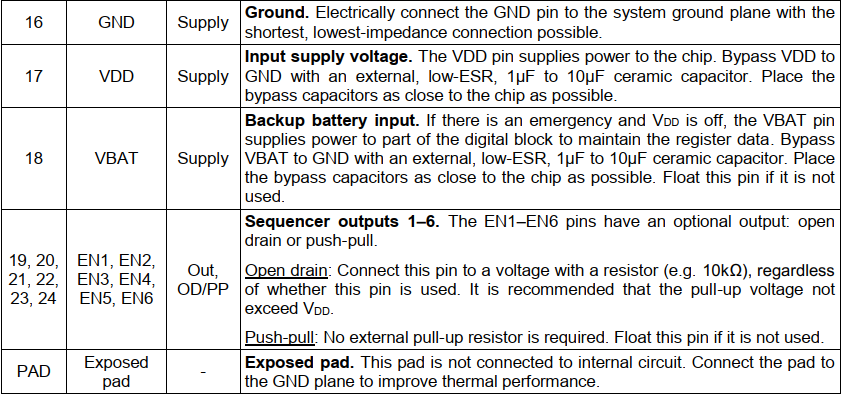 16 GND Supply Ground. Electrically connect the GND pin to the system ground plane with the
shortest, lowest-impedance connection possible.
17 VDD Supply Input supply voltage. The VDD pin supplies power to the chip. Bypass VDD to
GND with an external, low-ESR, 1µF to 10µF ceramic capacitor. Place the
bypass capacitors as close to the chip as possible.
18 VBAT Supply Backup battery input. If there is an emergency and VDD is off, the VBAT pin
supplies power to part of the digital block to maintain the register data. Bypass
VBAT to GND with an external, low-ESR, 1µF to 10µF ceramic capacitor. Place
the bypass capacitors as close to the chip as possible. Float this pin if it is not
used.
19, 20,
21, 22,
23, 24
EN1, EN2,
EN3, EN4,
EN5, EN6
Out,
OD/PP
Sequencer outputs 1–6. The EN1–EN6 pins have an optional output: open
drain or push-pull.
Open drain: Connect this pin to a voltage with a resistor (e.g. 10kΩ), regardless
of whether this pin is used. It is recommended that the pull-up voltage not
exceed VDD.
Push-pull: No external pull-up resistor is required. Float this pin if it is not used.
PAD
Exposed
pad
-
Exposed pad. This pad is not connected to internal circuit. Connect the pad to
the GND plane to improve thermal performance.